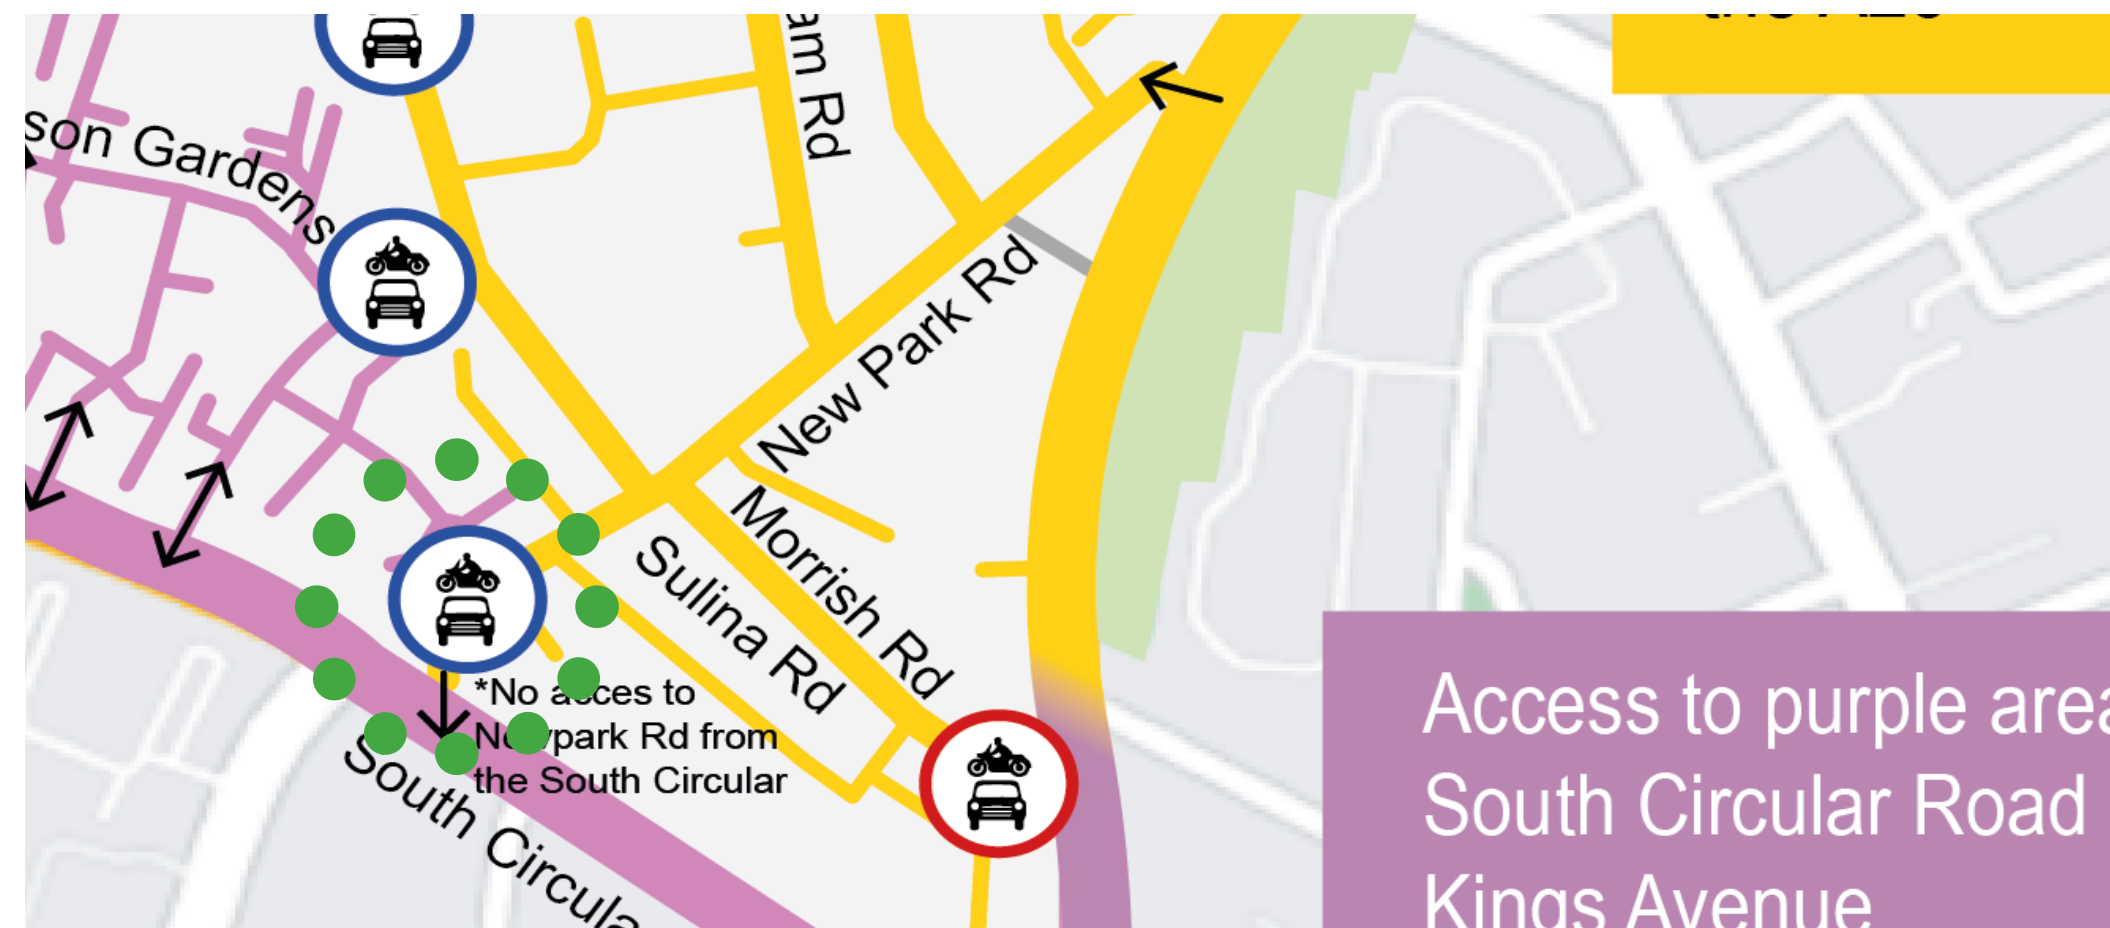 am Rd
son Gardens
New Park Rd
Morrish Rd
Sulina Rd
*No acces to
Newpark Rd from
the South Circular
South Circula
Access to purple area
South Circular Road
Kings Avenue